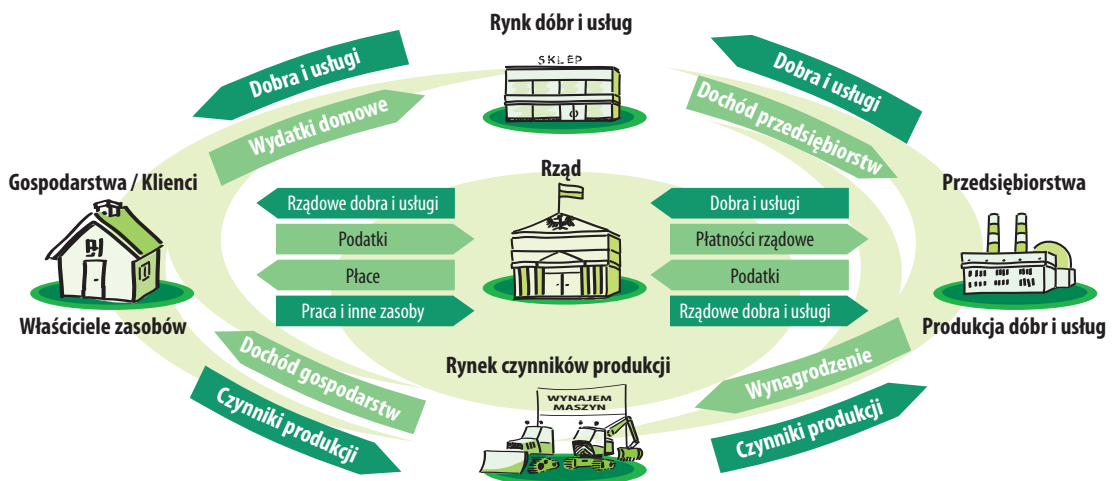 Rynk dóbr i usług
SKLEP
Dobra i usługi
Wydatki domowe
Dobra i usługi
Dochód przedsiębiorstw
Gospodarstwa / Klienci
Właściciele zasobów
Rząd
Rządowe dobra i usługi
Podatki
Płace
Praca i inne zasoby
Dobra i usługi
Płatności rządowe
Podatki
Rządowe dobra i usługi
Przedsiębiorstwa
Produkcja dóbr i usług
Dochód gospodarstw
Czynniki produkcji
Rynek czynników produkcji
WYNAJEM
MASZYN
Wynagrodzenie
Czynniki produkcji